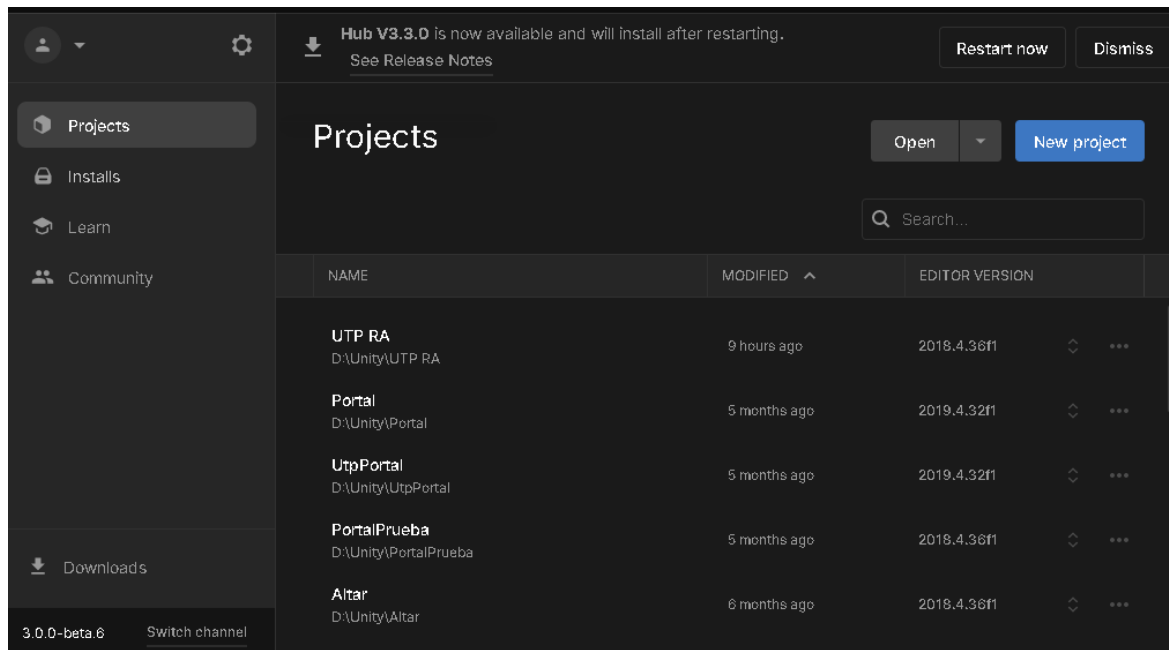 Hub V3.3.0 is now available and will install after restarting.
See Release Notes
Restart now
Dismiss
Projects
Installs
Learn
Community
Downloads
3.0.0-beta.6
Switch channel
Projects
Open
New project
Search...
NAME
MODIFIED
EDITOR VERSION
UTP RA
D:\Unity\UTP RA
9 hours ago
2018.4.36f1
Portal
D:\Unity\Portal
5 months ago
2019.4.32f1
UtpPortal
D:\Unity\UtpPortal
5 months ago
2019.4.32f1
PortalPrueba
D:\Unity\PortalPrueba
5 months ago
2018.4.36f1
Altar
D:\Unity\Altar
6 months ago
2018.4.36f1